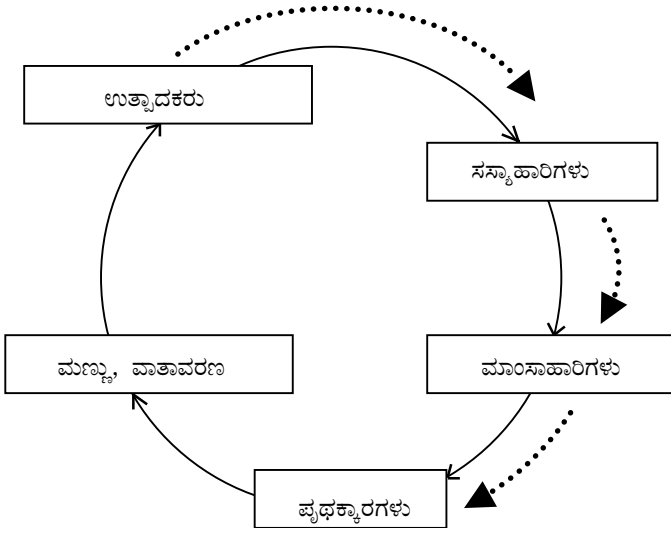 ಉತ್ಪಾದಕರು
ಸಸ್ಯಾಹಾರಿಗಳು
ಮಾಂಸಾಹಾರಿಗಳು
ಪೃಥಕ್ಕಾರಗಳು
ಮಣ್ಣು, ವಾತಾವರಣ